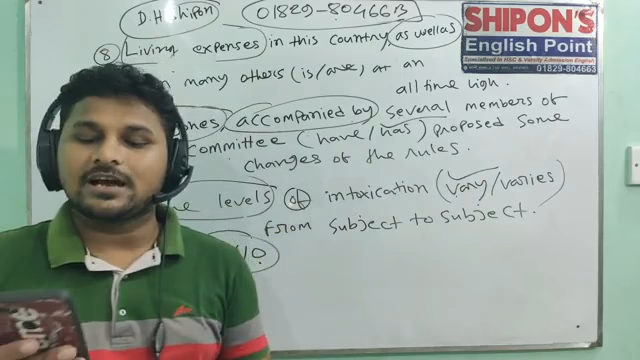 D. H. Shipon 01829-804663
SHIPON'S
English Point
Specialised in HSC & Varsity Admission English
01829-804663
8 Living expenses in this country as well as
in many others (is/are) at an
all time high.
accompanied by several members of
committee (have/has) proposed some
changes of the rules.
levels of intoxication (vary/varies)
from subject to subject.